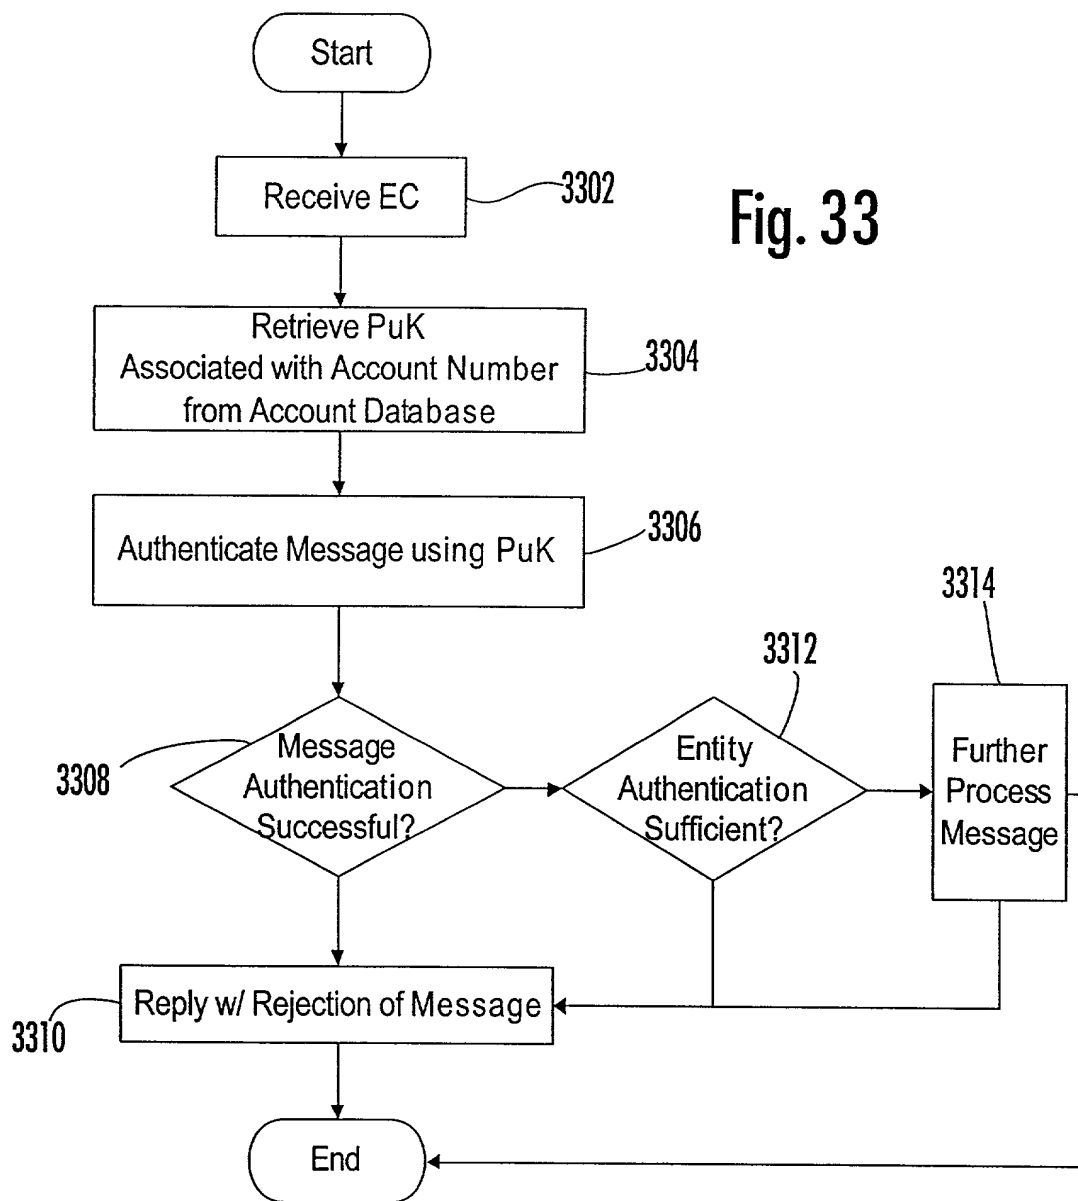 Start
Receive EC
3302
Fig. 33
Retrieve PuK
Associated with Account Number
from Account Database
3304
Authenticate Message using PuK
3306
3308
Message
Authentication
Successful?
3312
Entity
Authentication
Sufficient?
3314
Further
Process
Message
3310
Reply w/ Rejection of Message
End